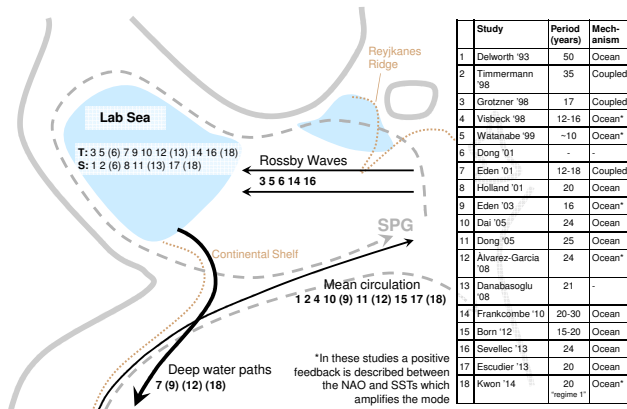 Reyjkanes
Ridge
Lab Sea
T: 3 5 (6) 7 9 10 12 (13) 14 16 (18)
S: 1 2 (6) 8 11 (13) 17 (18)
Rossby Waves
3 5 6 14 16
SPG
Continental Shelf
Mean circulation
1 2 4 10 (9) 11 (12) 15 17 (18)
Deep water paths
7 (9) (12) (18)
*In these studies a positive
feedback is described between
the NAO and SSTs which
amplifies the mode
Study Period (years) Mech-anism
1 Delworth '93 50 Ocean
2 Timmermann '98 35 Coupled
3 Grotzner '98 17 Coupled
4 Visbeck '98 12-16 Ocean*
5 Watanabe '99 ~10 Ocean*
6 Dong '01 - -
7 Eden '01 12-18 Coupled
8 Holland '01 20 Ocean
9 Eden '03 16 Ocean*
10 Dai '05 24 Ocean
11 Dong '05 25 Ocean
12 Àlvarez-Garcia '08 24 Ocean*
13 Danabasoglu '08 21 -
14 Frankcombe '10 20-30 Ocean
15 Born '12 15-20 Ocean
16 Sevellec '13 24 Ocean
17 Escudier '13 20 Ocean
18 Kwon '14 20 "regime 1" Ocean*